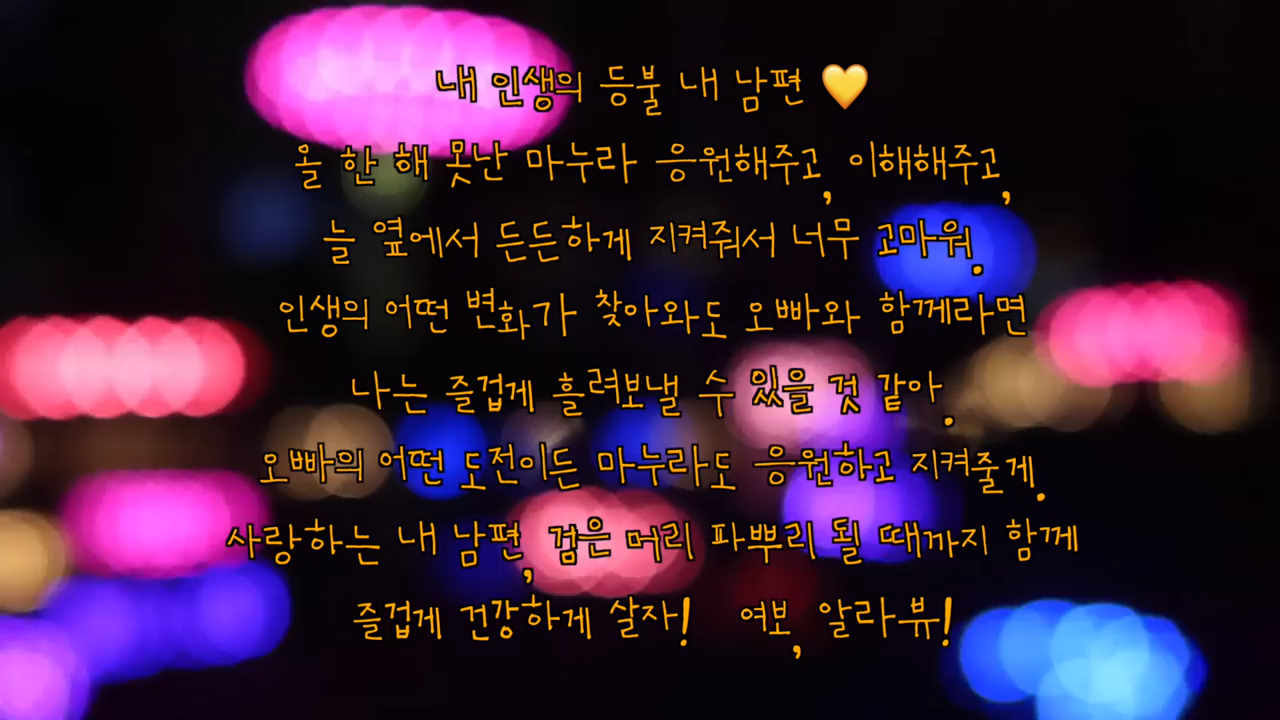 내 인생의 등불 내 남편 💛
올 한 해 못난 마누라 응원해주고, 이해해주고,
늘 옆에서 든든하게 지켜줘서 너무 고마워.
인생의 어떤 변화가 찾아와도 오빠와 함께라면
나는 즐겁게 흘려보낼 수 있을 것 같아.
오빠의 어떤 도전이든 마누라도 응원하고 지켜줄게.
사랑하는 내 남편, 검은 머리 파뿌리 될 때까지 함께
즐겁게 건강하게 살자! 여보, 알라뷰!